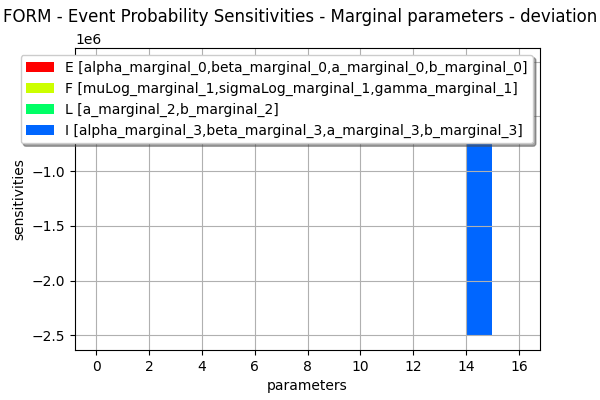 FORM - Event Probability Sensitivities - Marginal parameters - deviation
1e6
E [alpha_marginal_0,beta_marginal_0,a_marginal_0,b_marginal_0]
F [muLog_marginal_1,sigmaLog_marginal_1,gamma_marginal_1]
L [a_marginal_2,b_marginal_2]
I [alpha_marginal_3,beta_marginal_3,a_marginal_3,b_marginal_3]
−1.0
−1.5
−2.0
−2.5
sensitivities
0 2 4 6 8 10 12 14 16
parameters